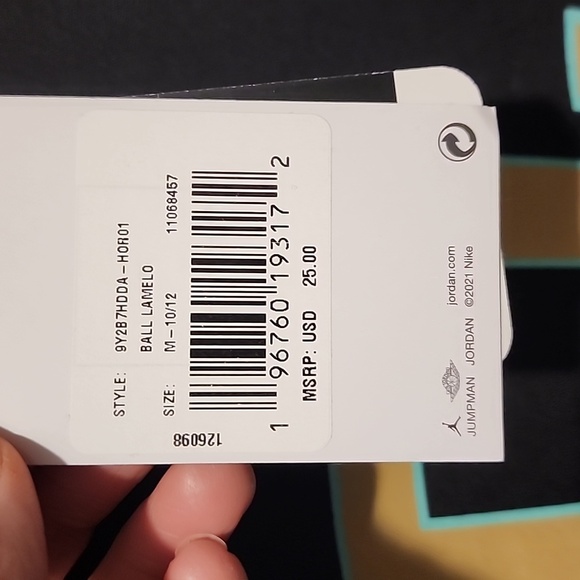 STYLE: 9Y2B7HDDA-H0R01
BALL LAMELO
SIZE: M-10/12 11068457
1 96760 19317 2
MSRP: USD 25.00
126098
JUMPMAN JORDAN ©2021 Nike
jordan.com